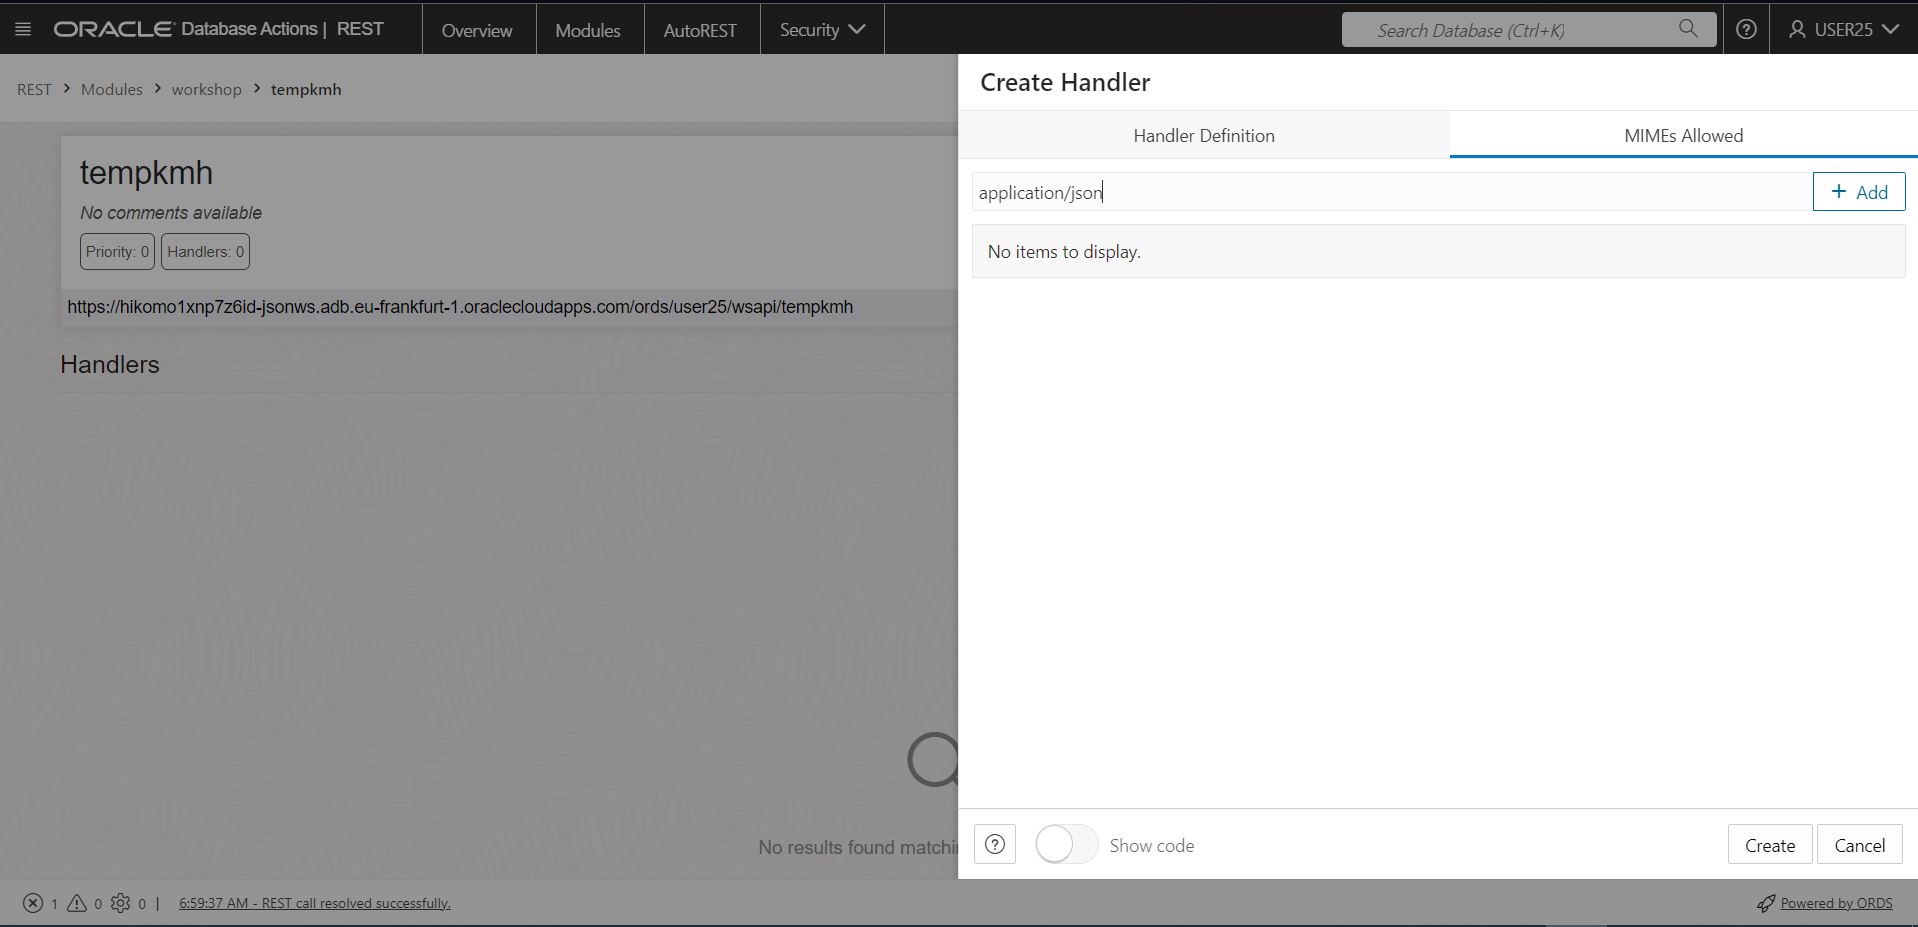 ORACLE Database Actions | REST Overview Modules AutoREST Security Search Database (Ctrl+K) USER25
REST > Modules > workshop > tempkmh
tempkmh
No comments available
Priority: 0 Handlers: 0
https://hikomo1xnp7z6id-jsonws.adb.eu-frankfurt-1.oraclecloudapps.com/ords/user25/wsapi/tempkmh
Handlers
No results found matchi
Create Handler
Handler Definition MIMEs Allowed
application/json + Add
No items to display.
? Show code Create Cancel
1 0 0 | 6:59:37 AM - REST call resolved successfully. Powered by ORDS